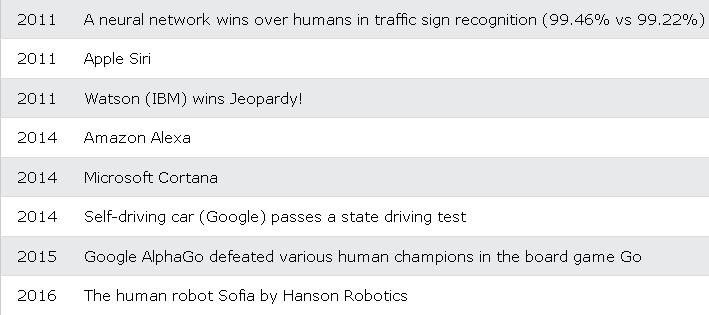 2011 A neural network wins over humans in traffic sign recognition (99.46% vs 99.22%)
2011 Apple Siri
2011 Watson (IBM) wins Jeopardy!
2014 Amazon Alexa
2014 Microsoft Cortana
2014 Self-driving car (Google) passes a state driving test
2015 Google AlphaGo defeated various human champions in the board game Go
2016 The human robot Sofia by Hanson Robotics